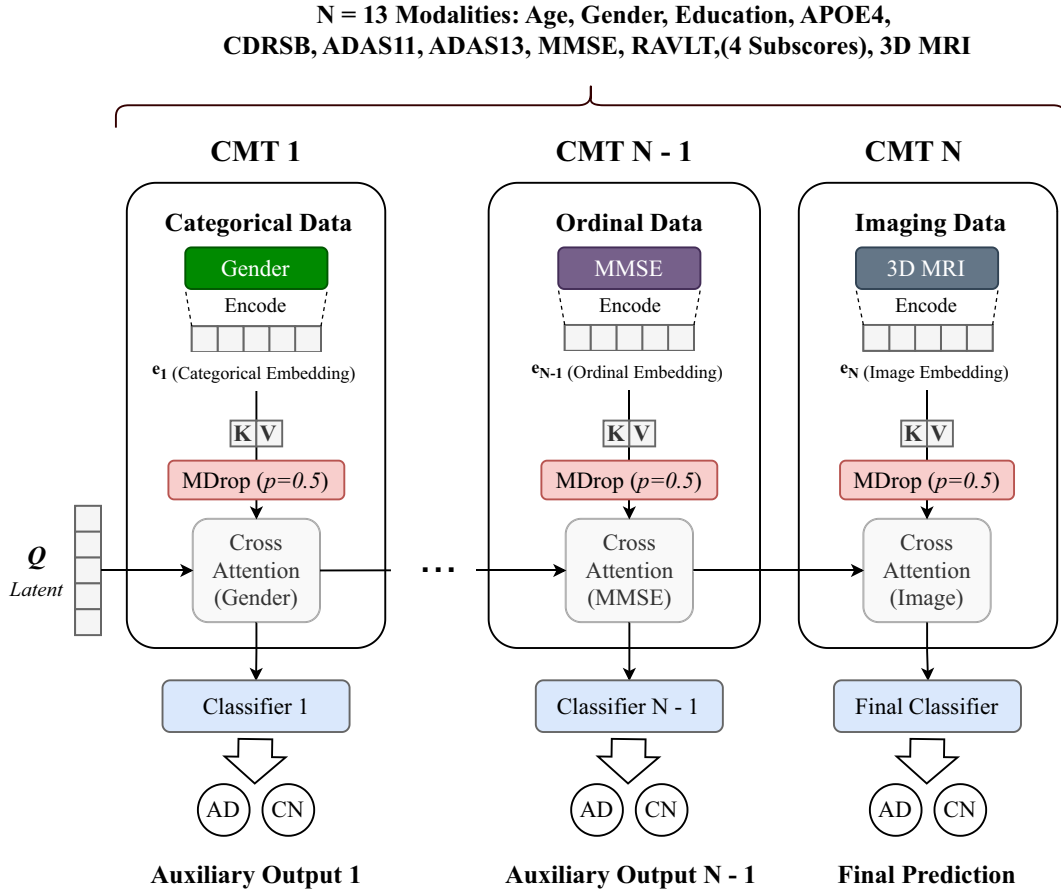 N = 13 Modalities: Age, Gender, Education, APOE4,
CDRSB, ADAS11, ADAS13, MMSE, RAVLT,(4 Subscores), 3D MRI
CMT 1
CMT N - 1
CMT N
Categorical Data
Ordinal Data
Imaging Data
Gender
MMSE
3D MRI
Encode
Encode
Encode
e1 (Categorical Embedding)
eN-1 (Ordinal Embedding)
eN (Image Embedding)
K V
K V
K V
MDrop (p=0.5)
MDrop (p=0.5)
MDrop (p=0.5)
Q
Latent
Cross
Attention
(Gender)
...
Cross
Attention
(MMSE)
Cross
Attention
(Image)
Classifier 1
Classifier N - 1
Final Classifier
AD CN
AD CN
AD CN
Auxiliary Output 1
Auxiliary Output N - 1
Final Prediction